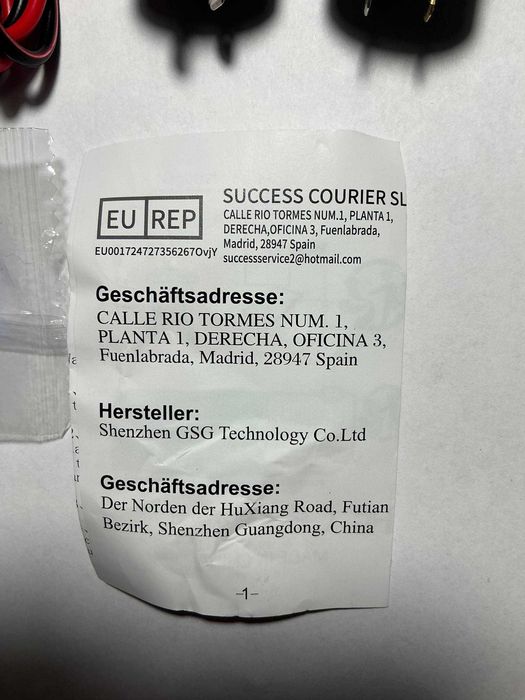 EU REP
EU001724727356267OvjY
SUCCESS COURIER SL
CALLE RIO TORMES NUM.1, PLANTA 1,
DERECHA,OFICINA 3, Fuenlabrada,
Madrid, 28947 Spain
successservice2@hotmail.com
Geschäftsadresse:
CALLE RIO TORMES NUM. 1,
PLANTA 1, DERECHA, OFICINA 3,
Fuenlabrada, Madrid, 28947 Spain
Hersteller:
Shenzhen GSG Technology Co.Ltd
Geschäftsadresse:
Der Norden der HuXiang Road, Futian
Bezirk, Shenzhen Guangdong, China
-1-